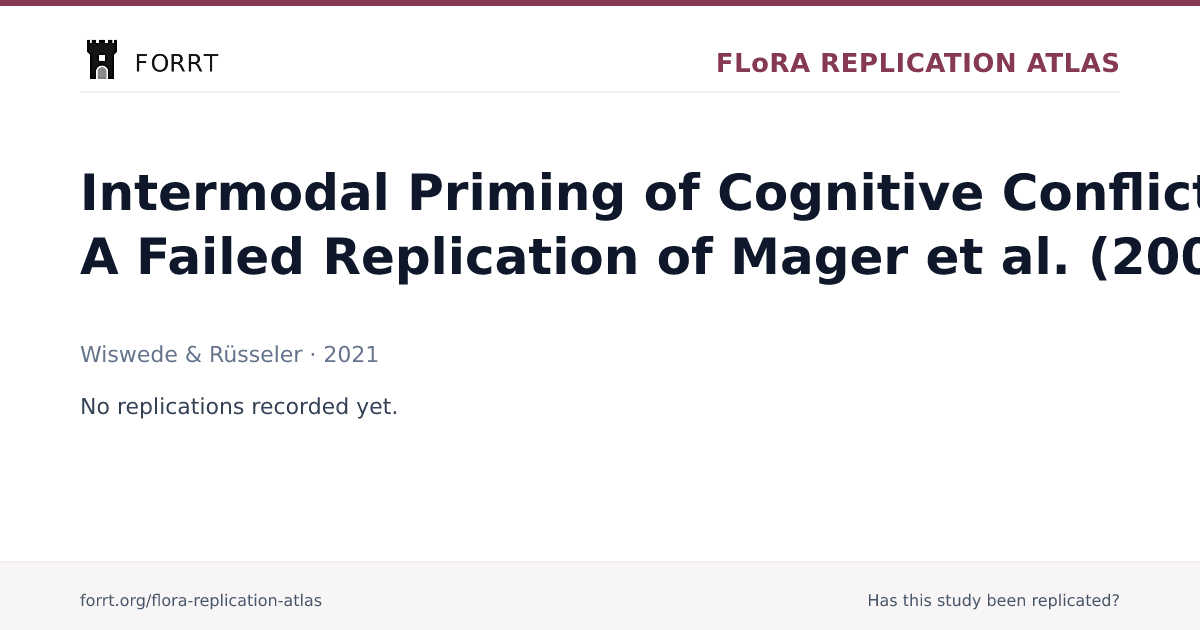 FORRT
FLoRA REPLICATION ATLAS
Intermodal Priming of Cognitive Conflict
A Failed Replication of Mager et al. (200
Wiswede & Rüsseler · 2021
No replications recorded yet.
forrt.org/flora-replication-atlas
Has this study been replicated?